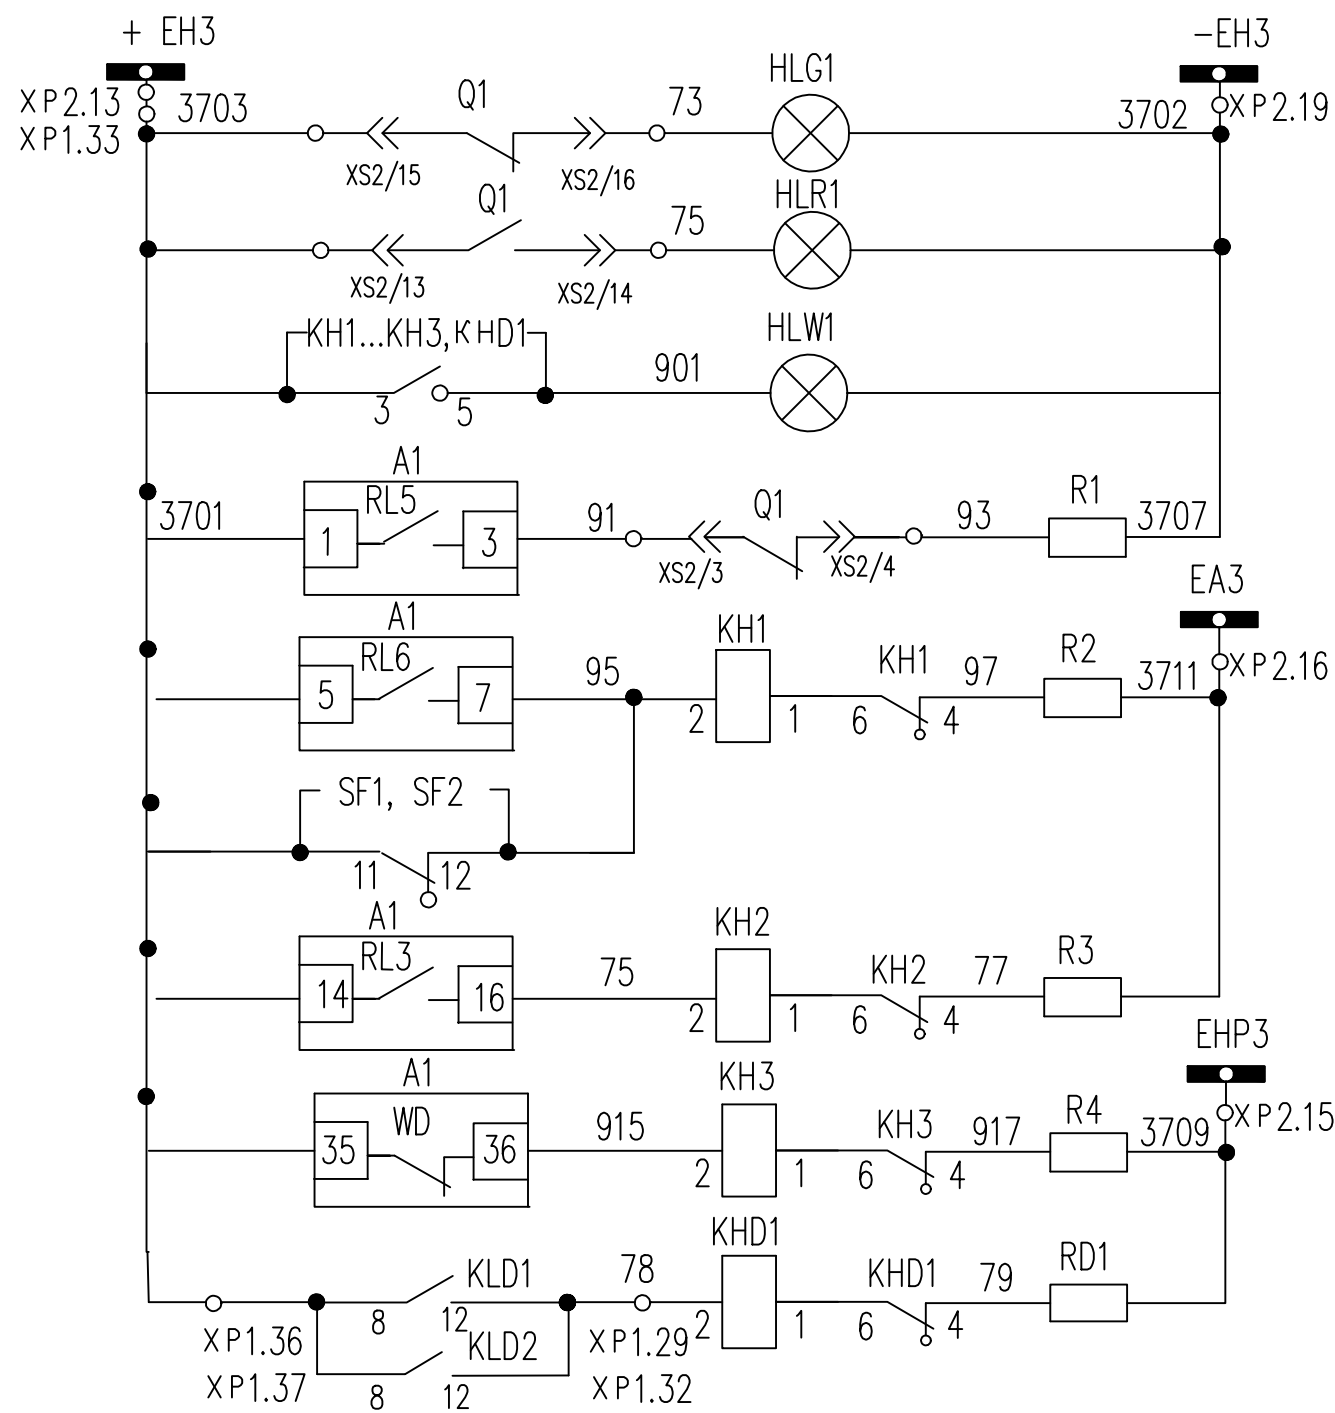 + EH3
-EH3
XP2.13
XP1.33
3703
Q1
73
HLG1
3702
XP2.19
XS2/15
XS2/16
Q1
75
HLR1
XS2/13
XS2/14
KH1...KH3, KHD1
901
HLW1
3
5
A1
3701
RL5
1
3
91
Q1
93
R1
3707
XS2/3
XS2/4
EA3
A1
RL6
5
7
95
KH1
2
1
KH1
6
4
97
R2
3711
XP2.16
SF1, SF2
11
12
A1
RL3
14
16
75
KH2
2
1
KH2
6
4
77
R3
EHP3
A1
WD
35
36
915
KH3
2
1
KH3
6
4
917
R4
3709
XP2.15
KLD1
78
KHD1
KHD1
79
RD1
XP1.36
8
12
XP1.29
2
1
6
4
KLD2
XP1.37
8
12
XP1.32